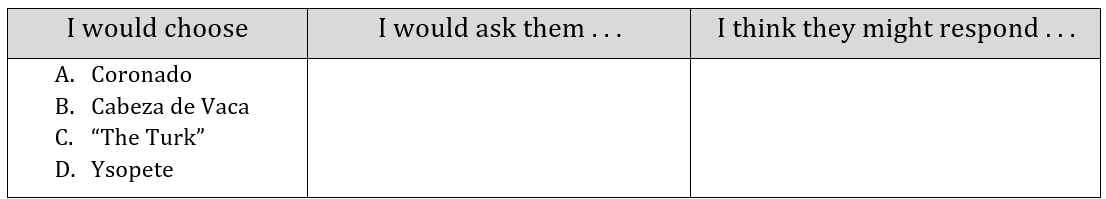 I would choose
I would ask them . . .
I think they might respond . . .
A. Coronado
B. Cabeza de Vaca
C. “The Turk”
D. Ysopete